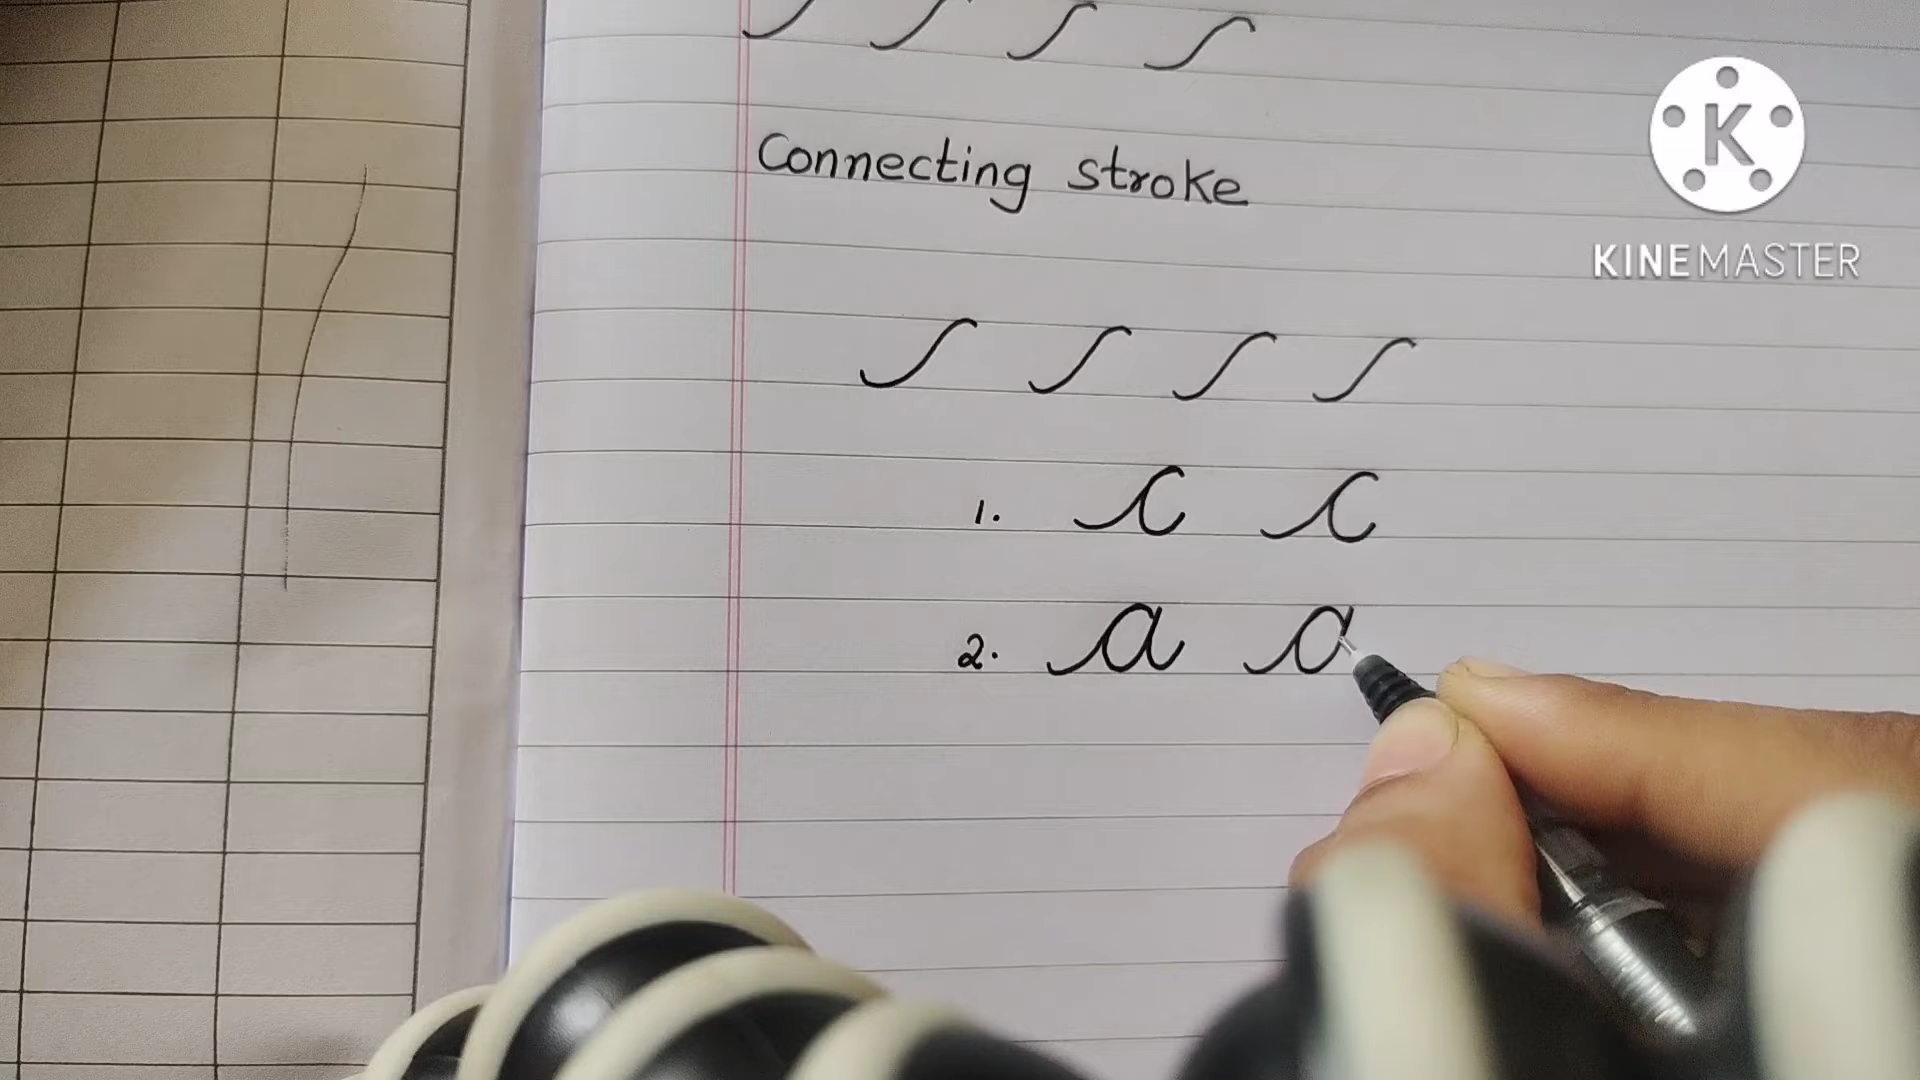 Connecting stroke
1. c c
2. a a
K
KINEMASTER